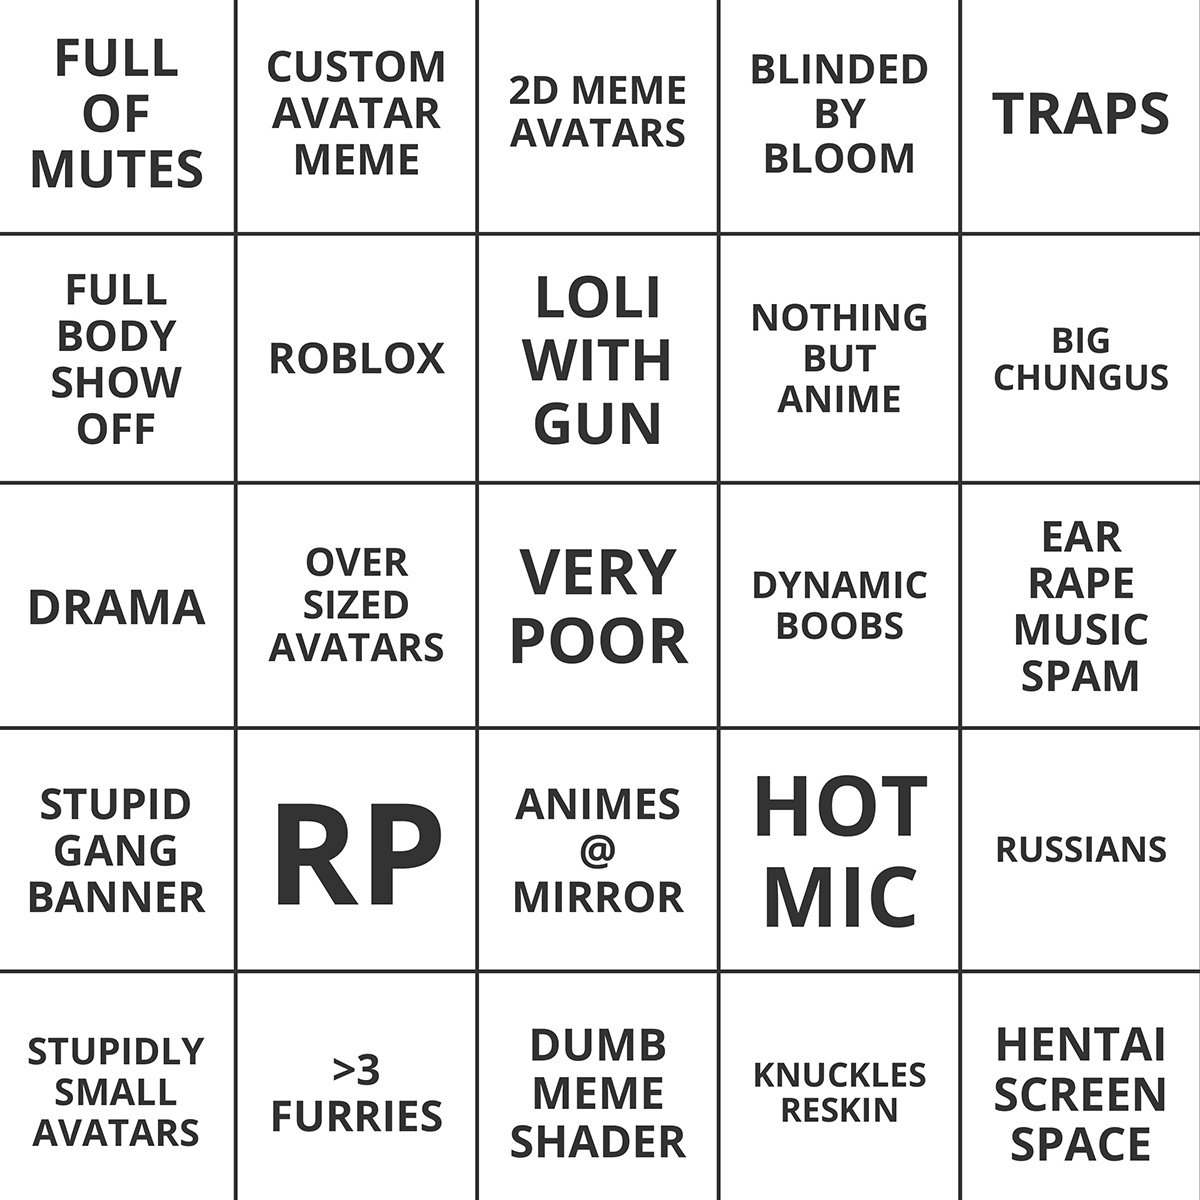 FULL
OF
MUTES
CUSTOM
AVATAR
MEME
2D MEME
AVATARS
BLINDED
BY
BLOOM
TRAPS
FULL
BODY
SHOW
OFF
ROBLOX
LOLI
WITH
GUN
NOTHING
BUT
ANIME
BIG
CHUNGUS
DRAMA
OVER
SIZED
AVATARS
VERY
POOR
DYNAMIC
BOOBS
EAR
RAPE
MUSIC
SPAM
STUPID
GANG
BANNER
RP
ANIMES
@
MIRROR
HOT
MIC
RUSSIANS
STUPIDLY
SMALL
AVATARS
>3
FURRIES
DUMB
MEME
SHADER
KNUCKLES
RESKIN
HENTAI
SCREEN
SPACE